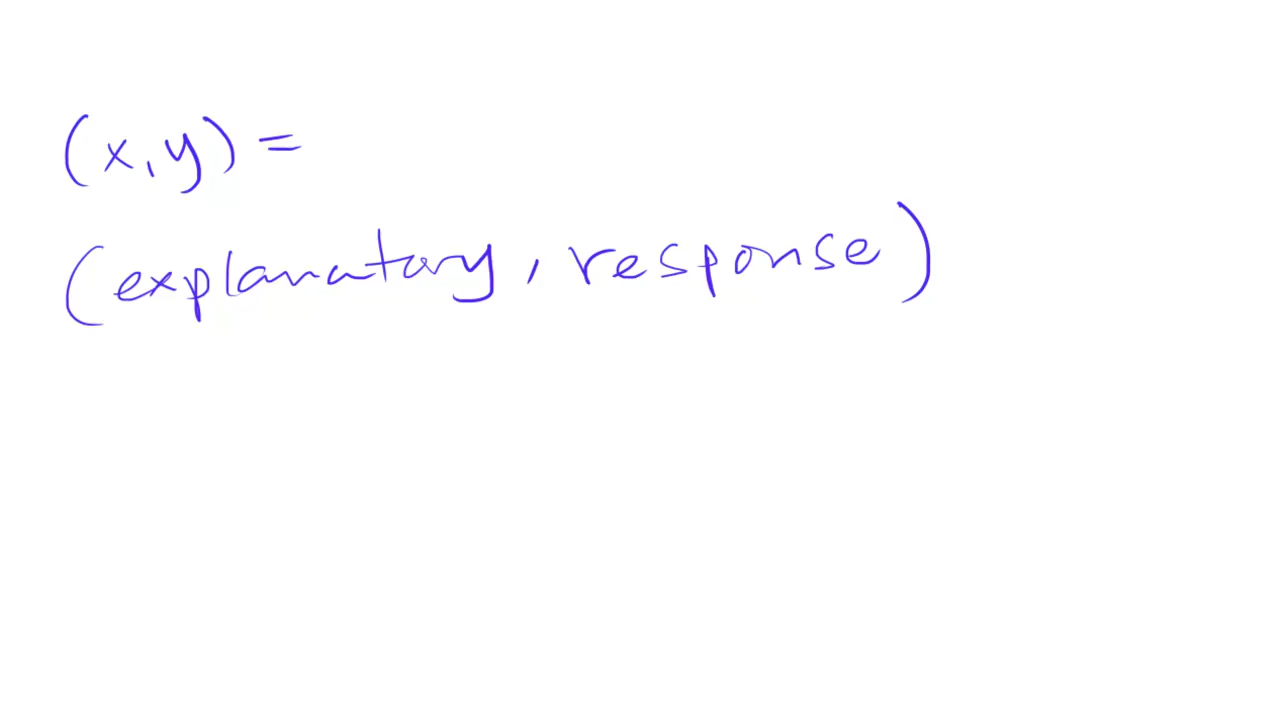 (x,y) =
(explanatory, response)